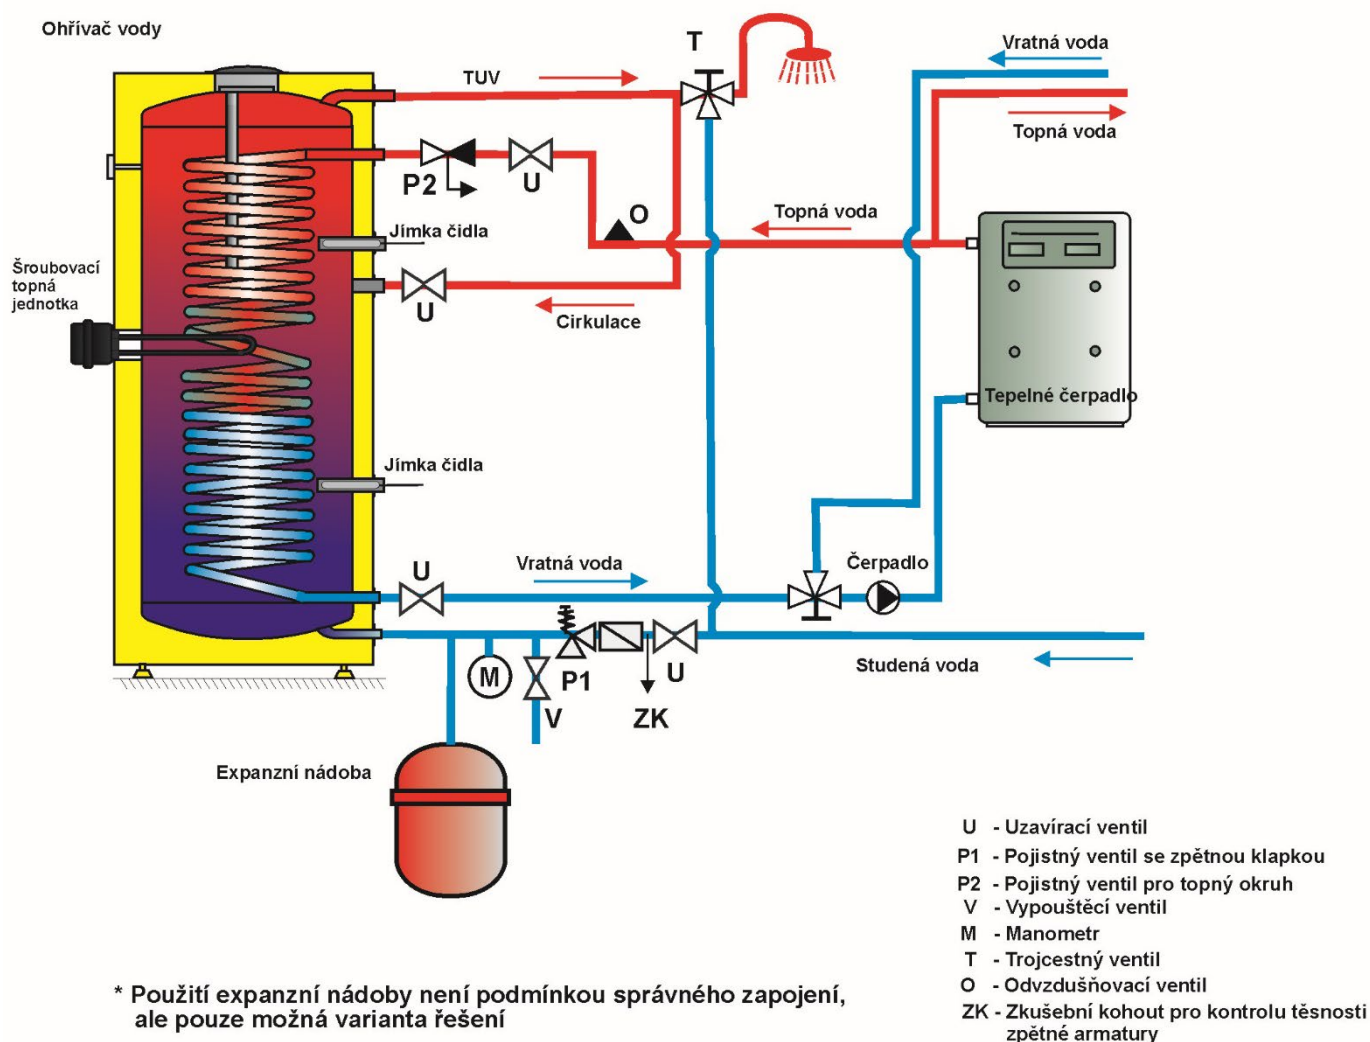 Ohřívač vody
T
Vratná voda
TUV
Topná voda
P2
U
O
Topná voda
Jímka čidla
Šroubovací
topná
jednotka
U
Cirkulace
Tepelné čerpadlo
Jímka čidla
U
Vratná voda
Čerpadlo
M
V
P1
ZK
U
Studená voda
Expanzní nádoba
U - Uzavírací ventil
P1 - Pojistný ventil se zpětnou klapkou
P2 - Pojistný ventil pro topný okruh
V - Vypouštěcí ventil
M - Manometr
T - Trojcestný ventil
O - Odvzdušňovací ventil
ZK - Zkušební kohout pro kontrolu těsnosti
zpětné armatury
* Použití expanzní nádoby není podmínkou správného zapojení,
ale pouze možná varianta řešení